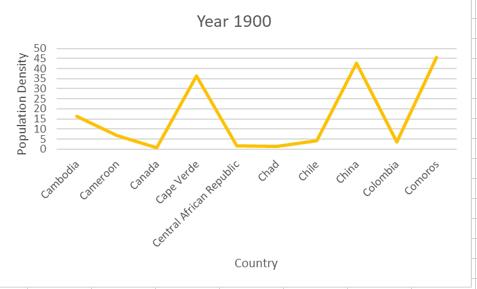 Year 1900
Population Density
50
45
40
35
30
25
20
15
10
5
0
Cambodia
Cameroon
Canada
Cape Verde
Central African Republic
Chad
Chile
China
Colombia
Comoros
Country